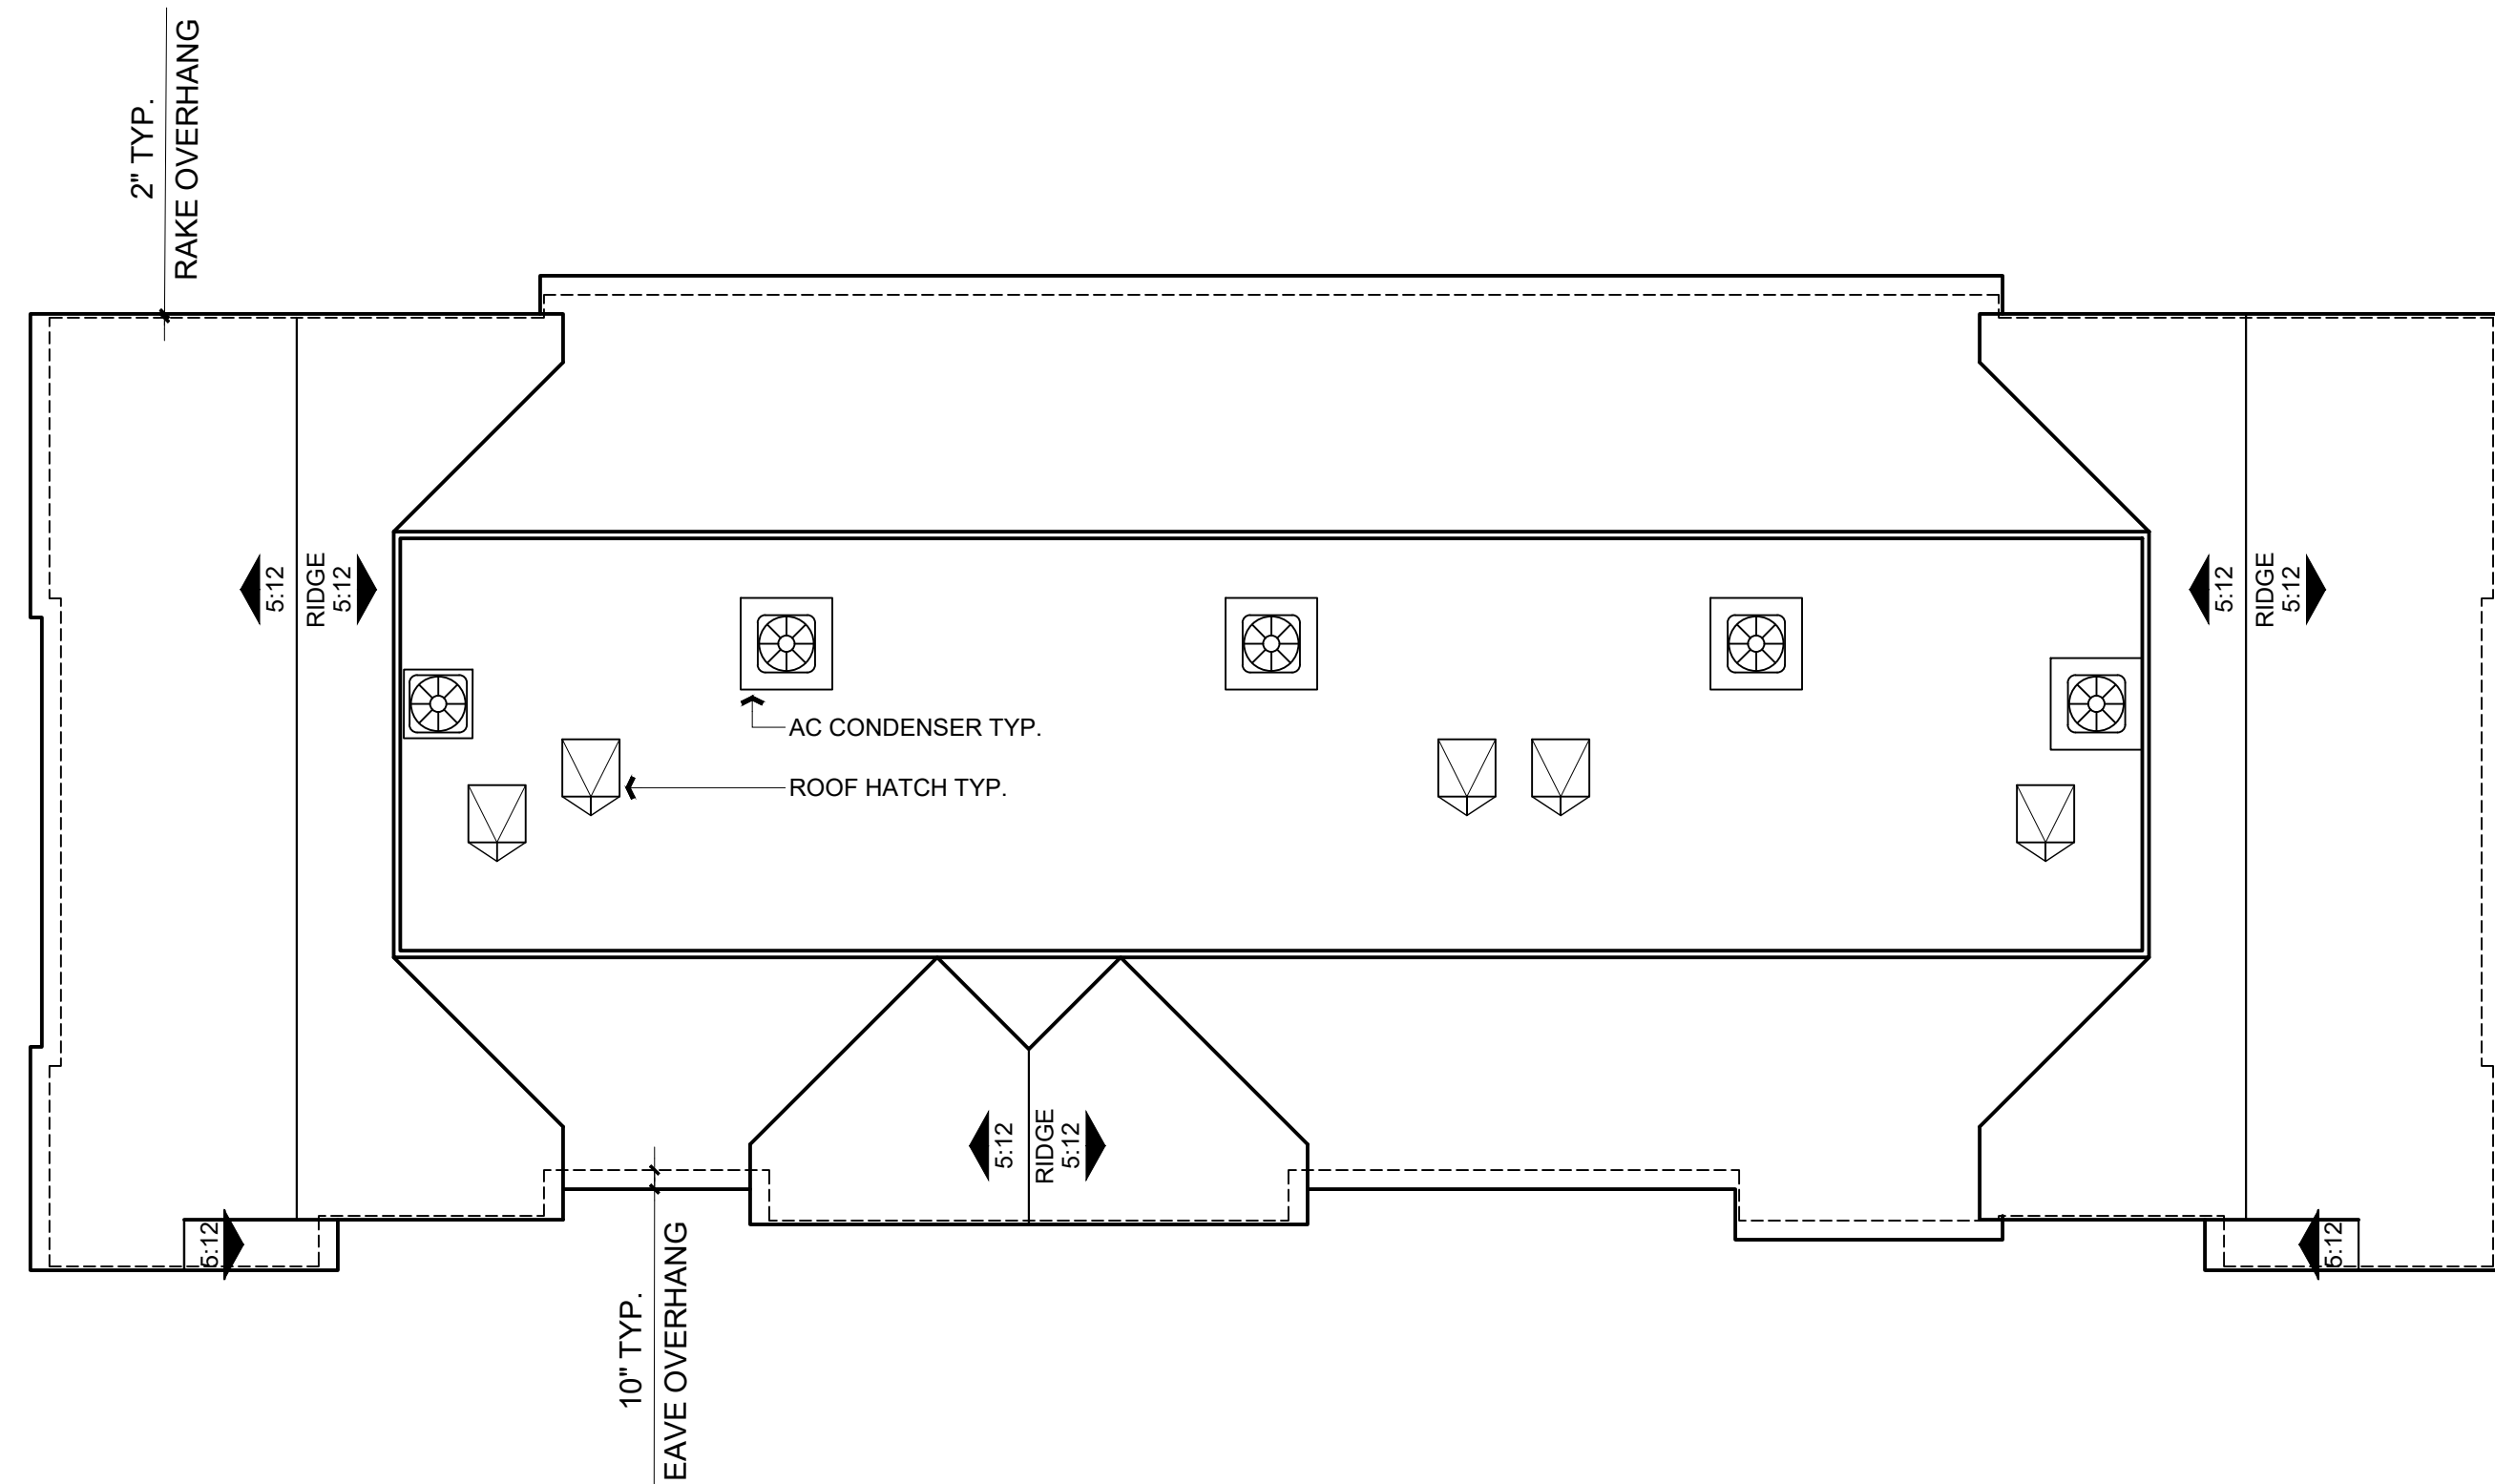 2" TYP.
RAKE OVERHANG
5:12
RIDGE
5:12
5:12
RIDGE
5:12
AC CONDENSER TYP.
ROOF HATCH TYP.
5:12
RIDGE
5:12
5:12
5:12
10" TYP.
EAVE OVERHANG